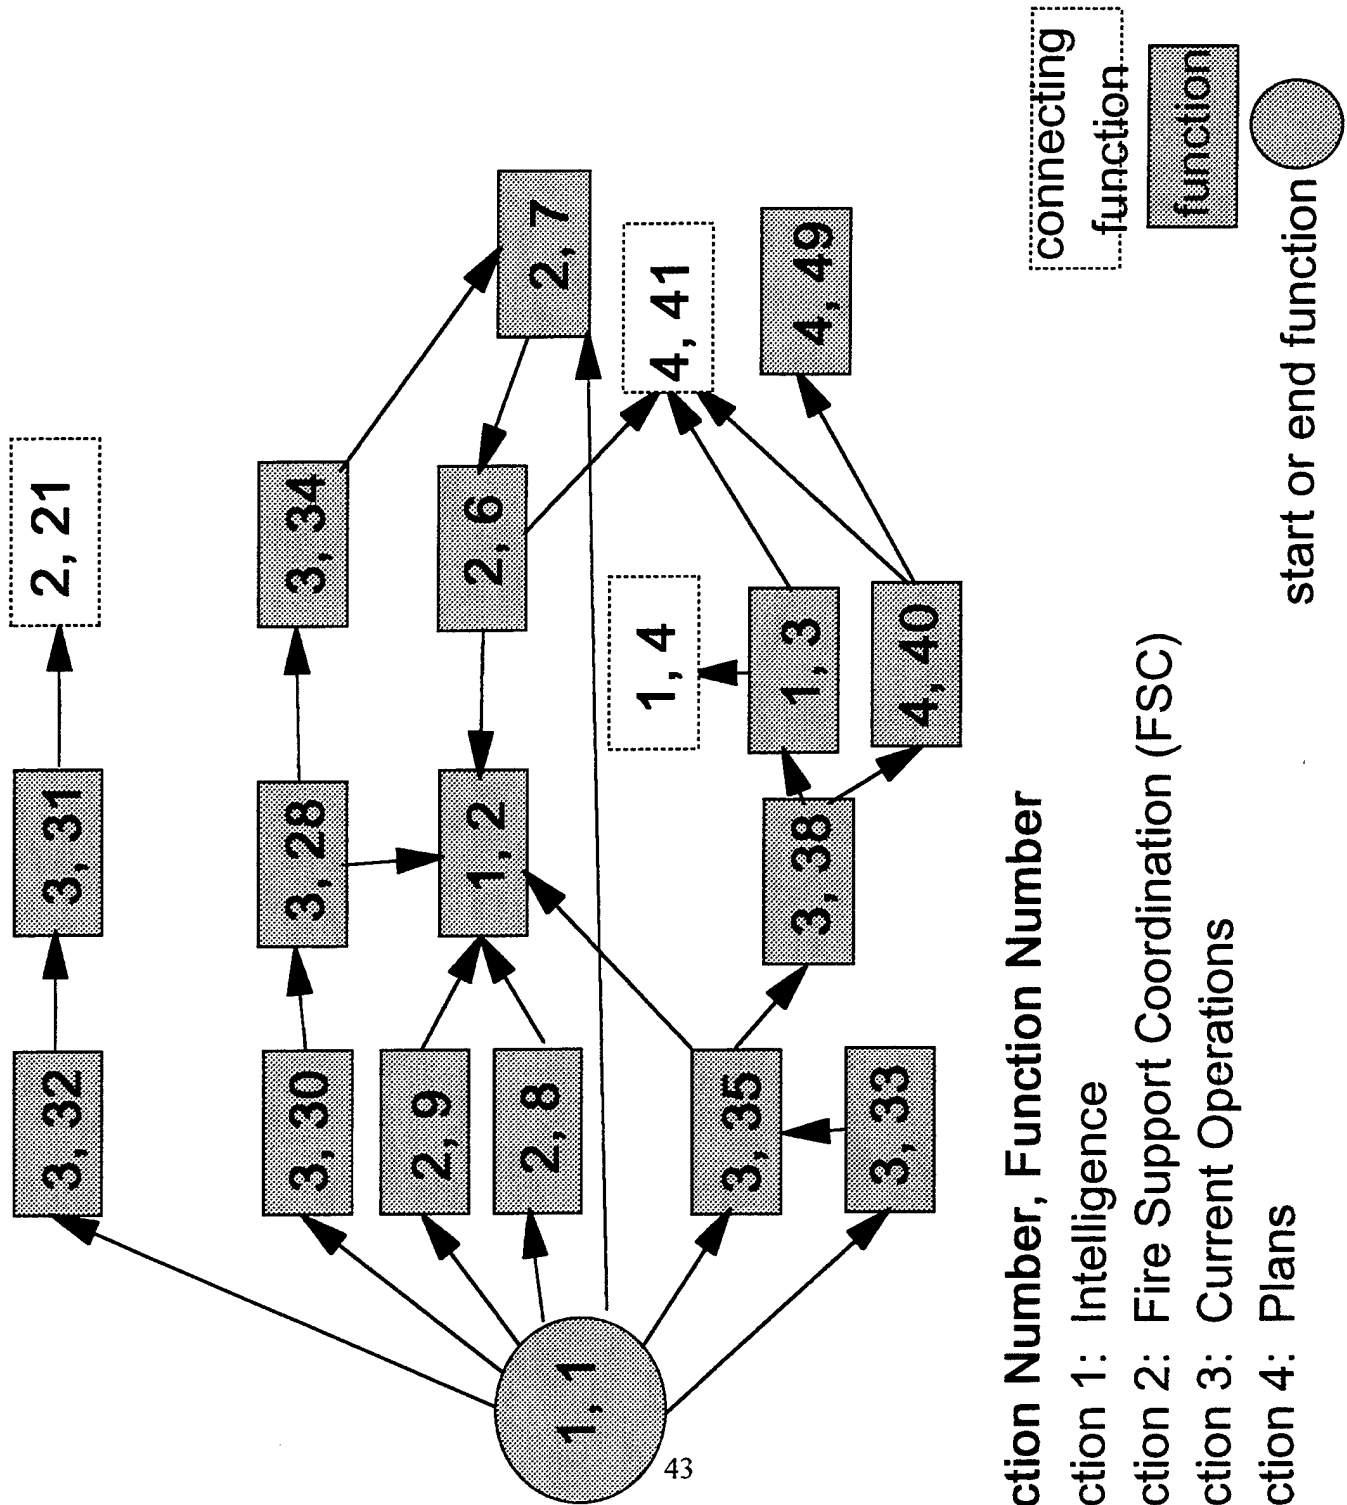 2, 21
3, 32
3, 31
3, 30
3, 28
3, 34
2, 9
1, 2
2, 6
2, 7
2, 8
1, 1
1, 4
4, 41
3, 35
3, 38
1, 3
4, 49
3, 33
4, 40
ction Number, Function Number
ction 1: Intelligence
ction 2: Fire Support Coordination (FSC)
ction 3: Current Operations
ction 4: Plans
connecting
function
function
start or end function
43